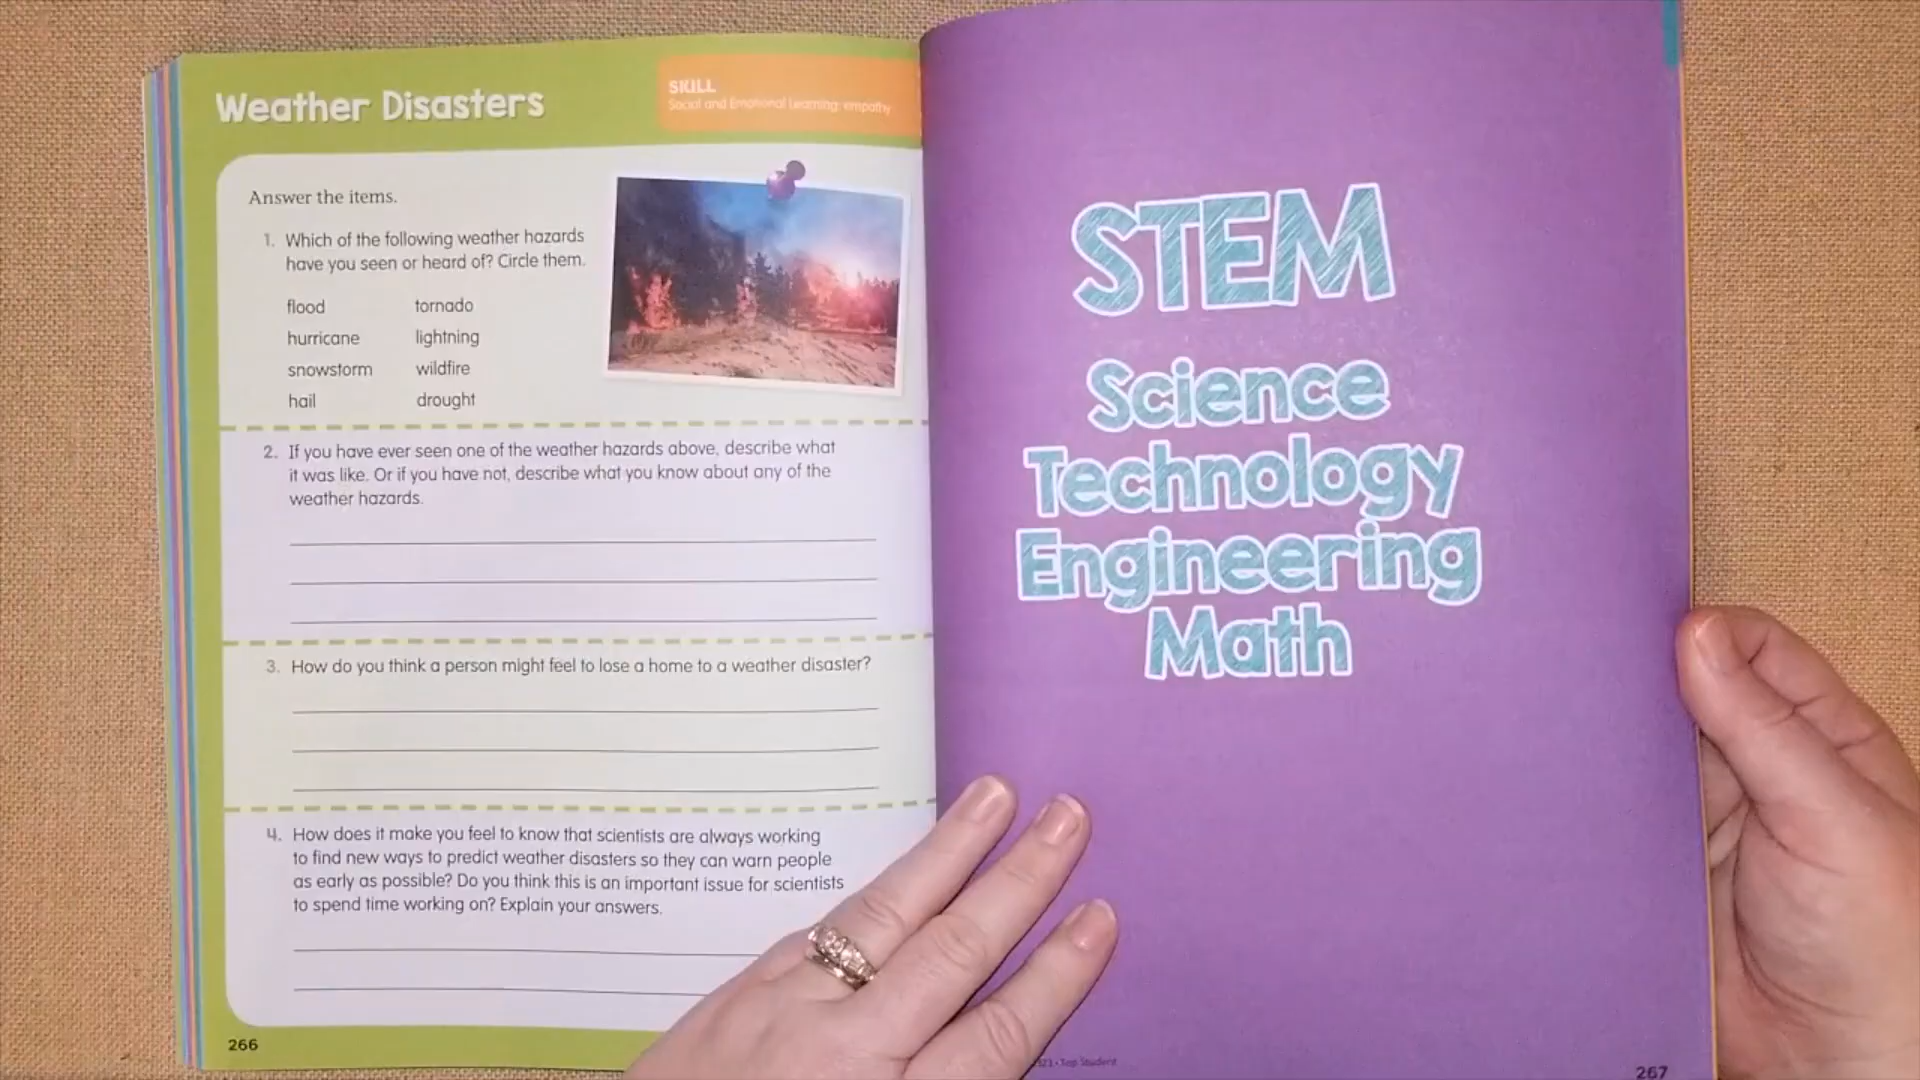 Weather Disasters
SKILL
Social and Emotional Learning: empathy
Answer the items.
1. Which of the following weather hazards
have you seen or heard of? Circle them.
flood tornado
hurricane lightning
snowstorm wildfire
hail drought
2. If you have ever seen one of the weather hazards above, describe what
it was like. Or if you have not, describe what you know about any of the
weather hazards.
3. How do you think a person might feel to lose a home to a weather disaster?
4. How does it make you feel to know that scientists are always working
to find new ways to predict weather disasters so they can warn people
as early as possible? Do you think this is an important issue for scientists
to spend time working on? Explain your answers.
266
STEM
Science
Technology
Engineering
Math
• Top Student
267